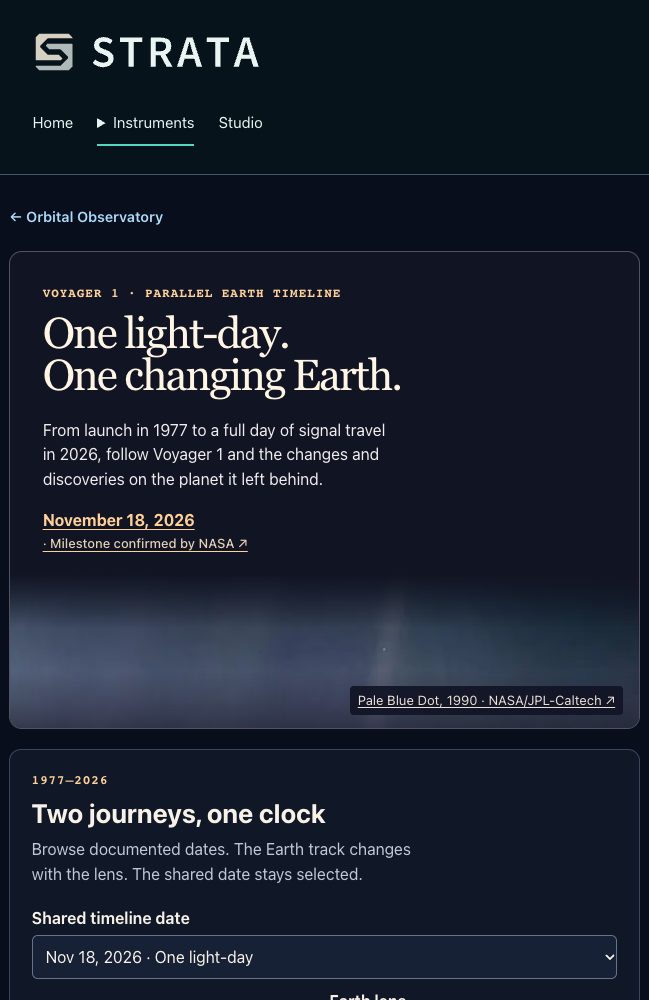 STRATA
Home ▶ Instruments Studio
← Orbital Observatory
VOYAGER 1 · PARALLEL EARTH TIMELINE
One light-day.
One changing Earth.
From launch in 1977 to a full day of signal travel
in 2026, follow Voyager 1 and the changes and
discoveries on the planet it left behind.
November 18, 2026
· Milestone confirmed by NASA ↗
Pale Blue Dot, 1990 · NASA/JPL-Caltech ↗
1977—2026
Two journeys, one clock
Browse documented dates. The Earth track changes
with the lens. The shared date stays selected.
Shared timeline date
Nov 18, 2026 · One light-day
Earth lens